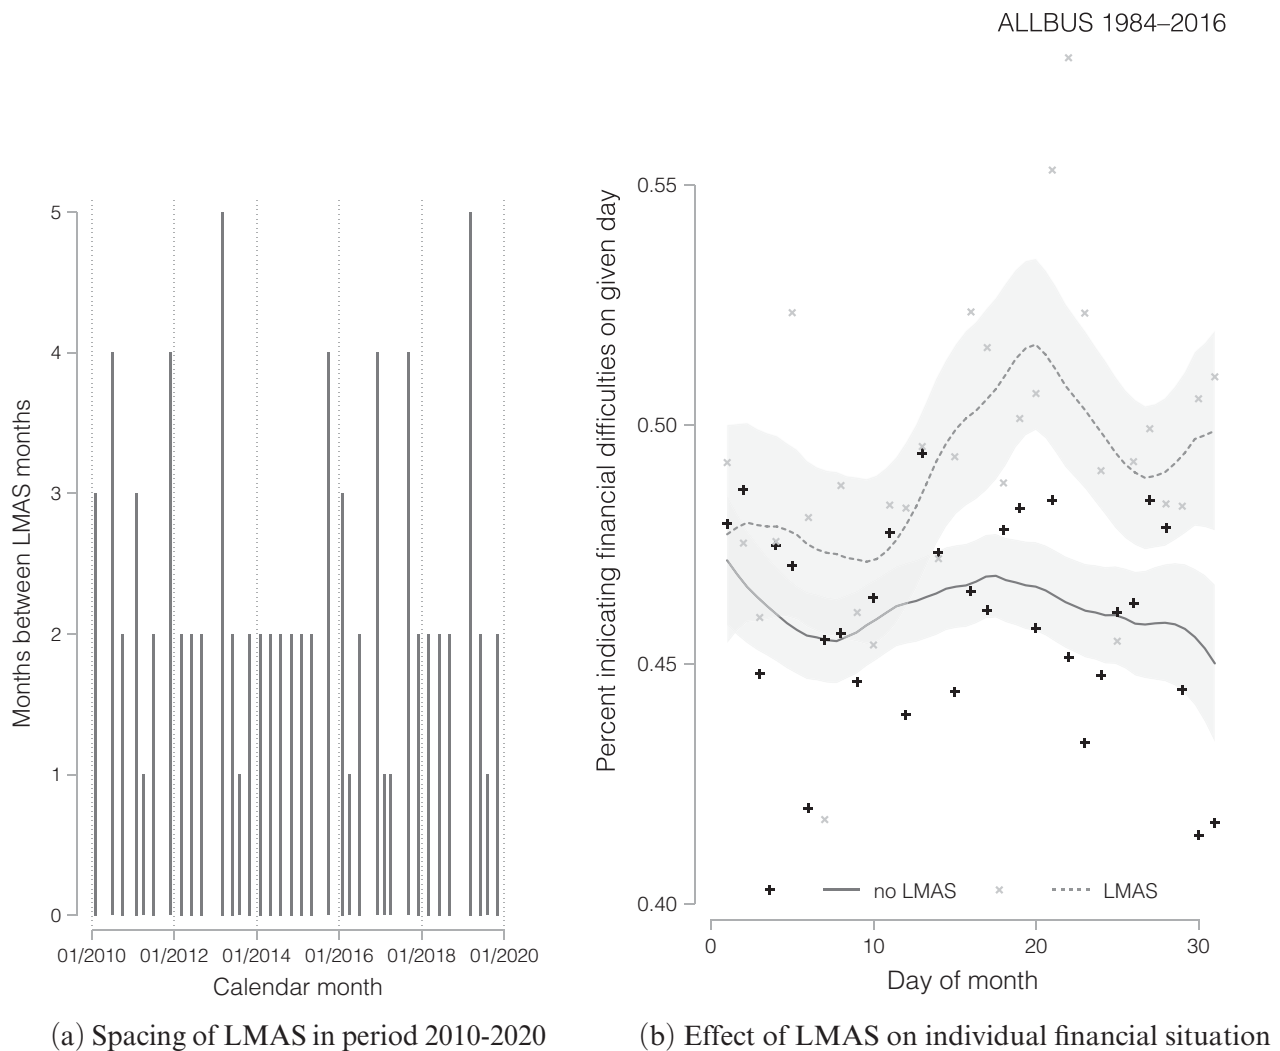 ALLBUS 1984–2016
Months between LMAS months
5
4
3
2
1
0
01/2010 01/2012 01/2014 01/2016 01/2018 01/2020
Calendar month
(a) Spacing of LMAS in period 2010-2020
Percent indicating financial difficulties on given day
0.55
0.50
0.45
0.40
no LMAS LMAS
0 10 20 30
Day of month
(b) Effect of LMAS on individual financial situation